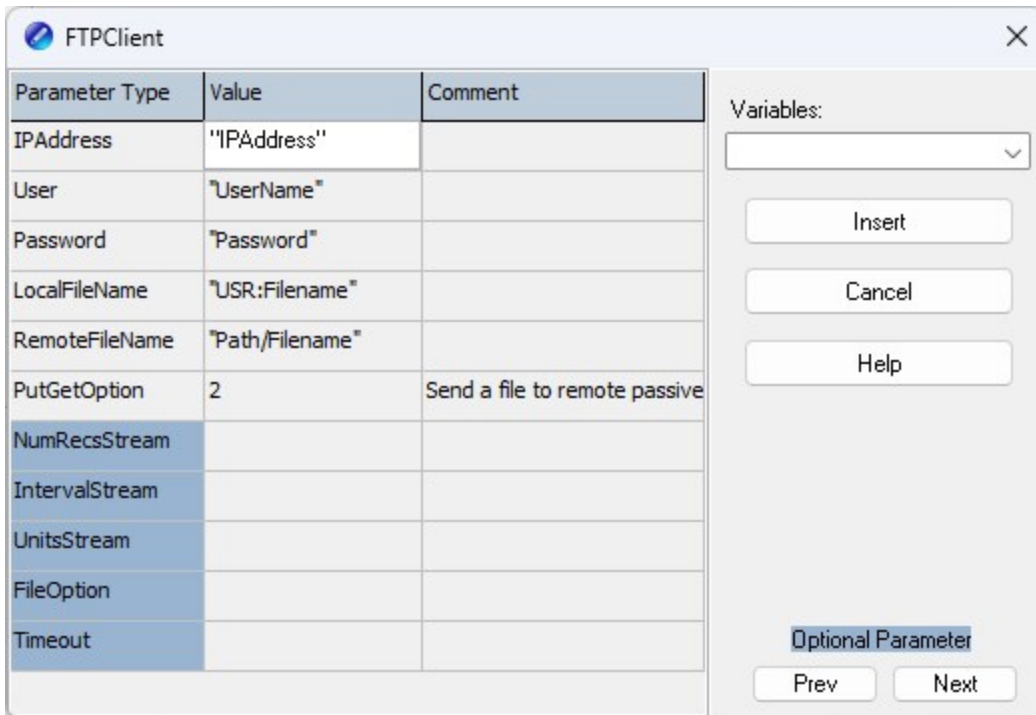 FTPClient
Parameter Type Value Comment
IPAddress "IPAddress"
User "UserName"
Password "Password"
LocalFileName "USR:Filename"
RemoteFileName "Path/Filename"
PutGetOption 2 Send a file to remote passive
NumRecsStream
IntervalStream
UnitsStream
FileOption
Timeout
Variables:
Insert
Cancel
Help
Optional Parameter
Prev Next